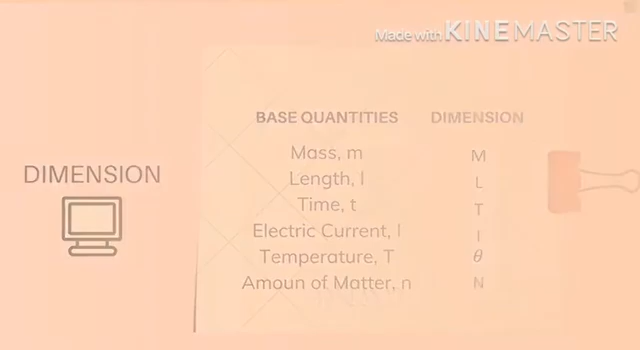 Made with KINEMASTER
BASE QUANTITIES DIMENSION
Mass, m M
DIMENSION
Length, l L
Time, t T
Electric Current, I I
Temperature, T θ
Amoun of Matter, n N